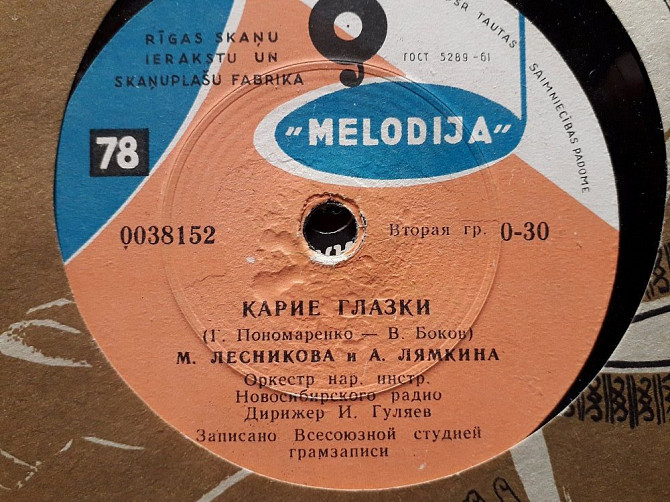 RĪGAS SKAŅU
IERAKSTU UN
SKAŅUPLAŠU FABRIKA
ГОСТ 5289-61
SR TAUTAS SAIMNIECĪBAS PADOME
78
"MELODIJA"
0038152
Вторая гр. 0-30
КАРИЕ ГЛАЗКИ
(Г. Пономаренко — В. Боков)
М. ЛЕСНИКОВА и А. ЛЯМКИНА
Оркестр нар. инстр.
Новосибирского радио
Дирижер И. Гуляев
Записано Всесоюзной студией
грамзаписи